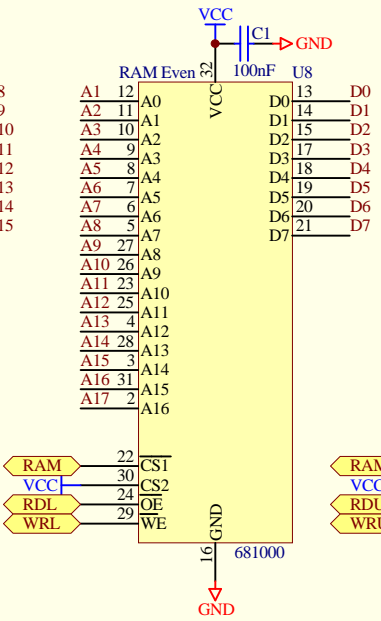 VCC
C1
GND
100nF
RAM Even
32
U8
8
A1 12 A0 VCC D0 13 D0
9
A2 11 A1 D1 14 D1
10
A3 10 A2 D2 15 D2
11
A4 9 A3 D3 17 D3
12
A5 8 A4 D4 18 D4
13
A6 7 A5 D5 19 D5
14
A7 6 A6 D6 20 D6
15
A8 5 A7 D7 21 D7
A9 27 A8
A10 26 A9
A11 23 A10
A12 25 A11
A13 4 A12
A14 28 A13
A15 3 A14
A16 31 A15
A17 2 A16
RAM 22 CS1 RAM
VCC 30 CS2 VCC
RDL 24 OE RDU
WRL 29 WE WRU
GND
16
681000
GND